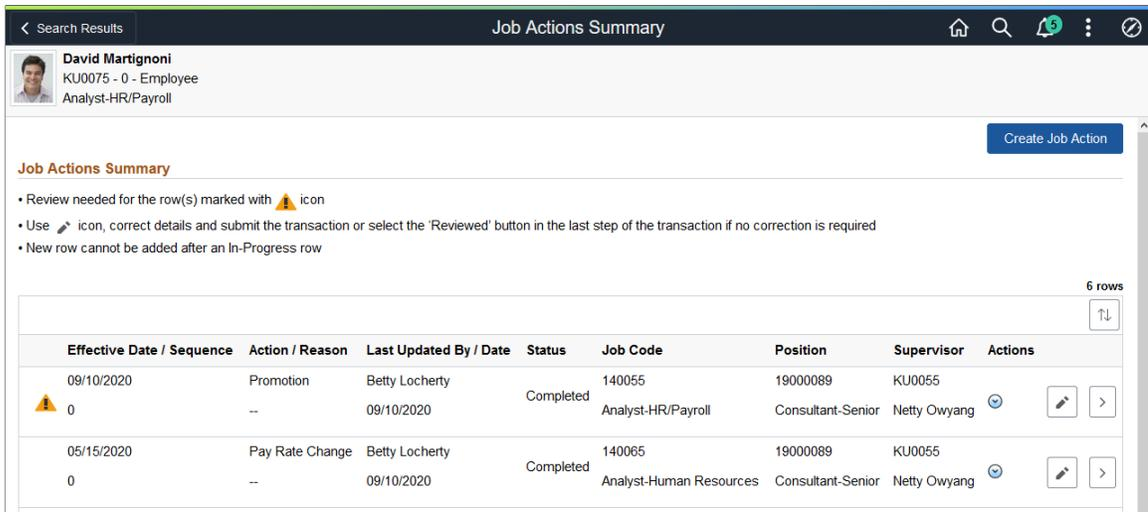 Search Results
Job Actions Summary
5
David Martignoni
KU0075 - 0 - Employee
Analyst-HR/Payroll
Create Job Action
Job Actions Summary
• Review needed for the row(s) marked with icon
• Use icon, correct details and submit the transaction or select the 'Reviewed' button in the last step of the transaction if no correction is required
• New row cannot be added after an In-Progress row
6 rows
Effective Date / Sequence Action / Reason Last Updated By / Date Status Job Code Position Supervisor Actions
09/10/2020 Promotion Betty Locherty 140055 19000089 KU0055
Completed
0 -- 09/10/2020 Analyst-HR/Payroll Consultant-Senior Netty Owyang
05/15/2020 Pay Rate Change Betty Locherty 140065 19000089 KU0055
Completed
0 -- 09/10/2020 Analyst-Human Resources Consultant-Senior Netty Owyang